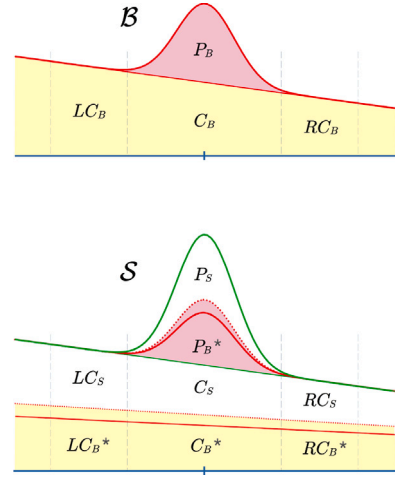 𝓑
P_B
LC_B C_B RC_B
𝓢
P_S
P_B*
LC_S C_S RC_S
LC_B* C_B* RC_B*